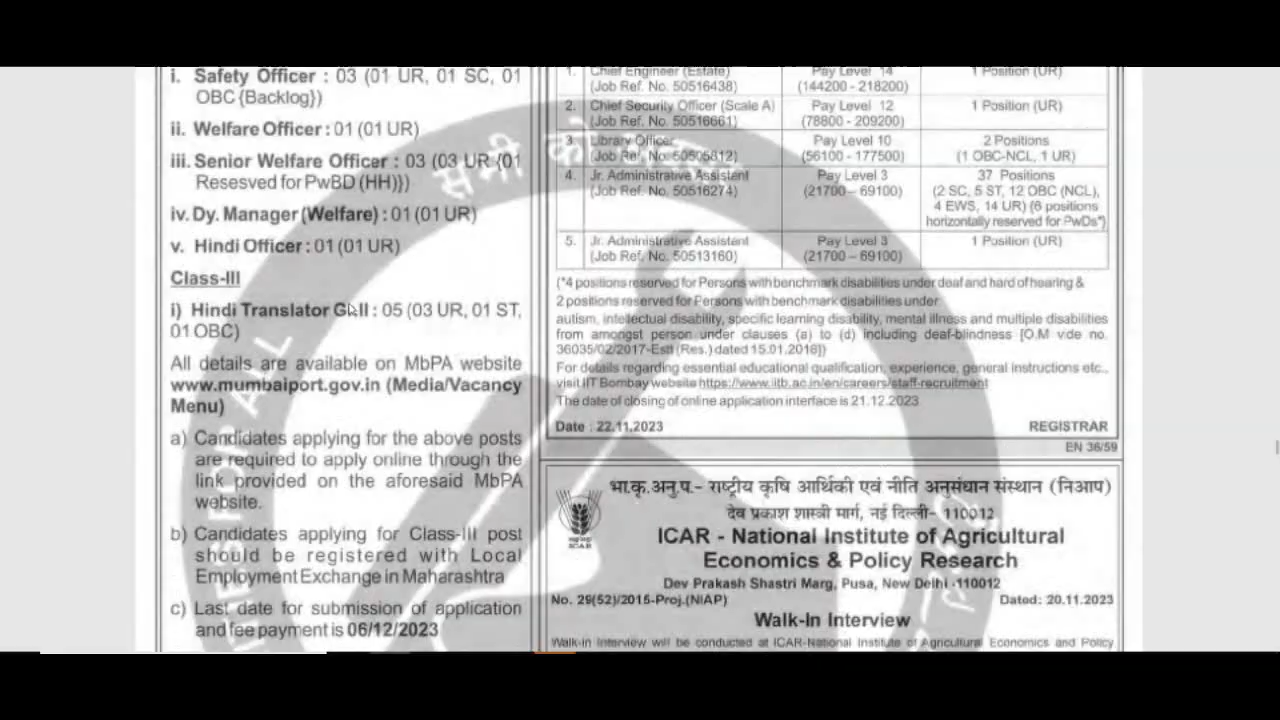 i. Safety Officer : 03 (01 UR, 01 SC, 01
OBC {Backlog})
ii. Welfare Officer : 01 (01 UR)
iii. Senior Welfare Officer : 03 (03 UR {01
Resesved for PwBD (HH)})
iv. Dy. Manager (Welfare) : 01 (01 UR)
v. Hindi Officer : 01 (01 UR)
Class-III
i) Hindi Translator Gr.II : 05 (03 UR, 01 ST,
01 OBC)
All details are available on MbPA website
www.mumbaiport.gov.in (Media/Vacancy
Menu)
a) Candidates applying for the above posts
are required to apply online through the
link provided on the aforesaid MbPA
website.
b) Candidates applying for Class-III post
should be registered with Local
Employment Exchange in Maharashtra
c) Last date for submission of application
and fee payment is 06/12/2023
1. Chief Engineer (Estate) Pay Level 14 1 Position (UR)
(Job Ref. No. 50516438) (144200 - 218200)
2. Chief Security Officer (Scale A) Pay Level 12 1 Position (UR)
(Job Ref. No. 50516661) (78800 - 209200)
3. Library Officer Pay Level 10 2 Positions
(Job Ref. No. 50505812) (56100 - 177500) (1 OBC-NCL, 1 UR)
4. Jr. Administrative Assistant Pay Level 3 37 Positions
(Job Ref. No. 50516274) (21700 – 69100) (2 SC, 5 ST, 12 OBC (NCL),
4 EWS, 14 UR) (6 positions
horizontally reserved for PwDs*)
5. Jr. Administrative Assistant Pay Level 3 1 Position (UR)
(Job Ref. No. 50513160) (21700 – 69100)
(*4 positions reserved for Persons with benchmark disabilities under deaf and hard of hearing &
2 positions reserved for Persons with benchmark disabilities under
autism, intellectual disability, specific learning disability, mental illness and multiple disabilities
from amongst person under clauses (a) to (d) including deaf-blindness [O.M vide no.
36035/02/2017-Estt (Res.) dated 15.01.2018])
For details regarding essential educational qualification, experience, general instructions etc.,
visit IIT Bombay website https://www.iitb.ac.in/en/careers/staff-recruitment
The date of closing of online application interface is 21.12.2023
Date : 22.11.2023 REGISTRAR
EN 36/59
भा.कृ.अनु.प.- राष्ट्रीय कृषि आर्थिकी एवं नीति अनुसंधान संस्थान (निआप)
देव प्रकाश शास्त्री मार्ग, नई दिल्ली- 110012
ICAR
ICAR - National Institute of Agricultural
Economics & Policy Research
Dev Prakash Shastri Marg, Pusa, New Delhi -110012
No. 29(52)/2015-Proj.(NIAP) Dated: 20.11.2023
Walk-In Interview
Walk-in Interview will be conducted at ICAR-National Institute of Agricultural Economics and Policy